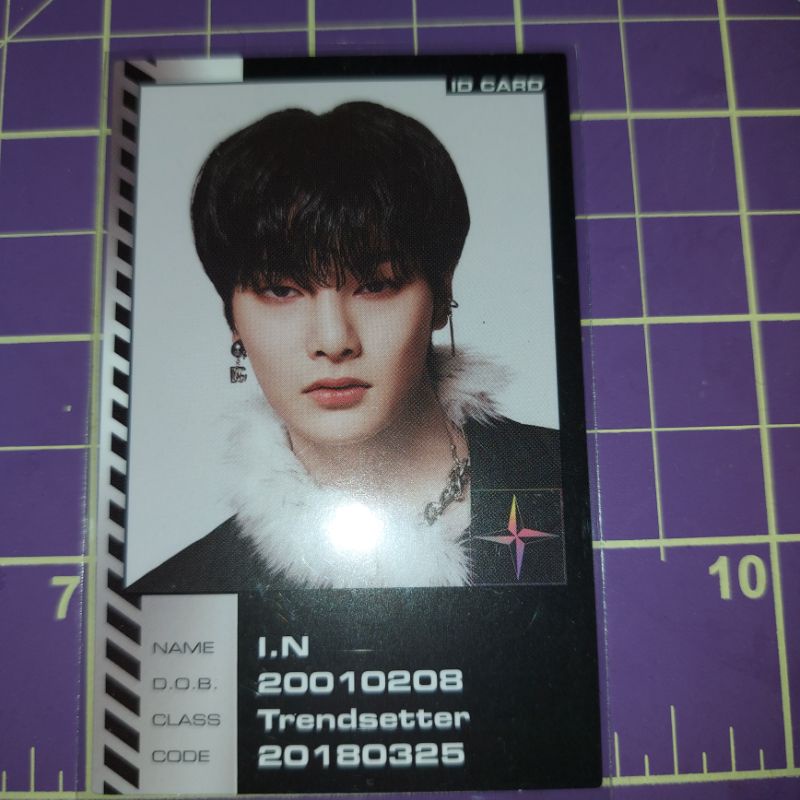 ID CARD
NAME I.N
D.O.B. 20010208
CLASS Trendsetter
CODE 20180325
7
10